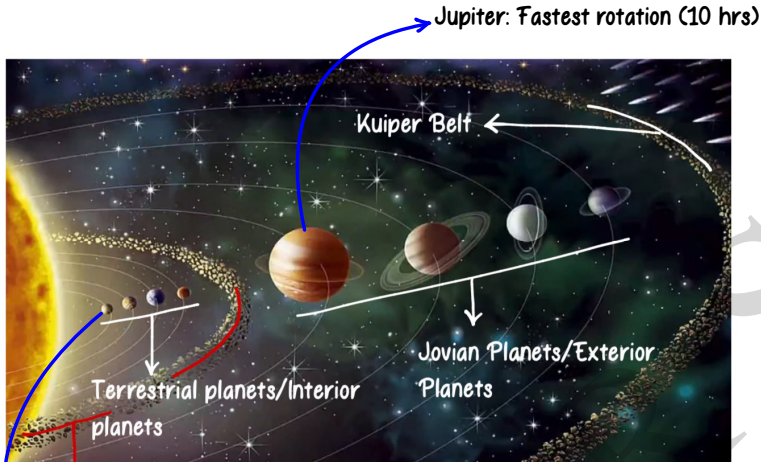 Jupiter: Fastest rotation (10 hrs)
Kuiper Belt
Jovian Planets/Exterior
Planets
Terrestrial planets/Interior
planets